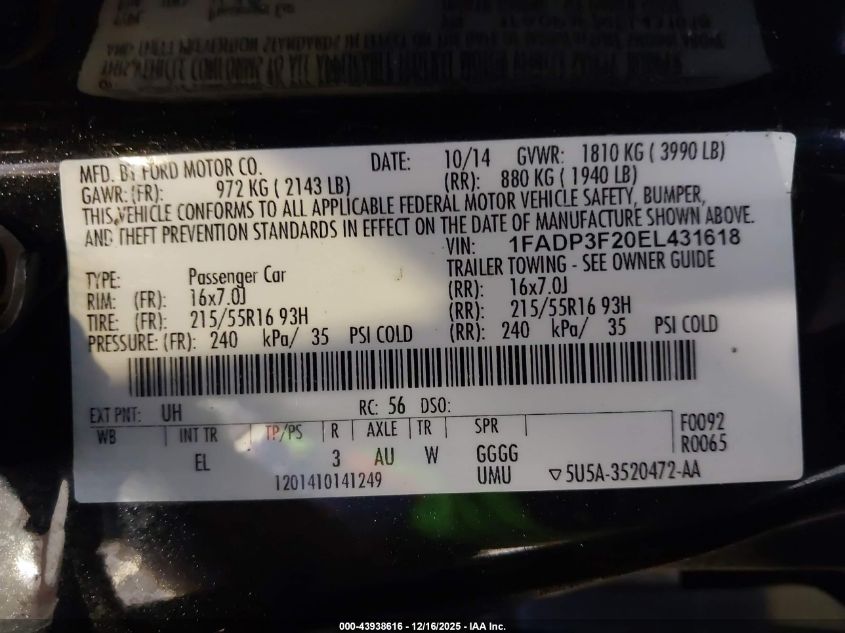 MFD. BY FORD MOTOR CO. DATE: 10/14 GVWR: 1810 KG ( 3990 LB)
GAWR: (FR): 972 KG ( 2143 LB) (RR): 880 KG ( 1940 LB)
THIS VEHICLE CONFORMS TO ALL APPLICABLE FEDERAL MOTOR VEHICLE SAFETY, BUMPER,
AND THEFT PREVENTION STANDARDS IN EFFECT ON THE DATE OF MANUFACTURE SHOWN ABOVE.
VIN: 1FADP3F20EL431618
TYPE: Passenger Car TRAILER TOWING - SEE OWNER GUIDE
RIM: (FR): 16x7.0J (RR): 16x7.0J
TIRE: (FR): 215/55R16 93H (RR): 215/55R16 93H
PRESSURE: (FR): 240 kPa/ 35 PSI COLD (RR): 240 kPa/ 35 PSI COLD
EXT PNT: UH RC: 56 DSO:
WB INT TR TP/PS R AXLE TR SPR F0092
EL 3 AU W GGGG R0065
1201410141249 UMU ▽5U5A-3520472-AA
000-43938616 - 12/16/2025 - IAA Inc.